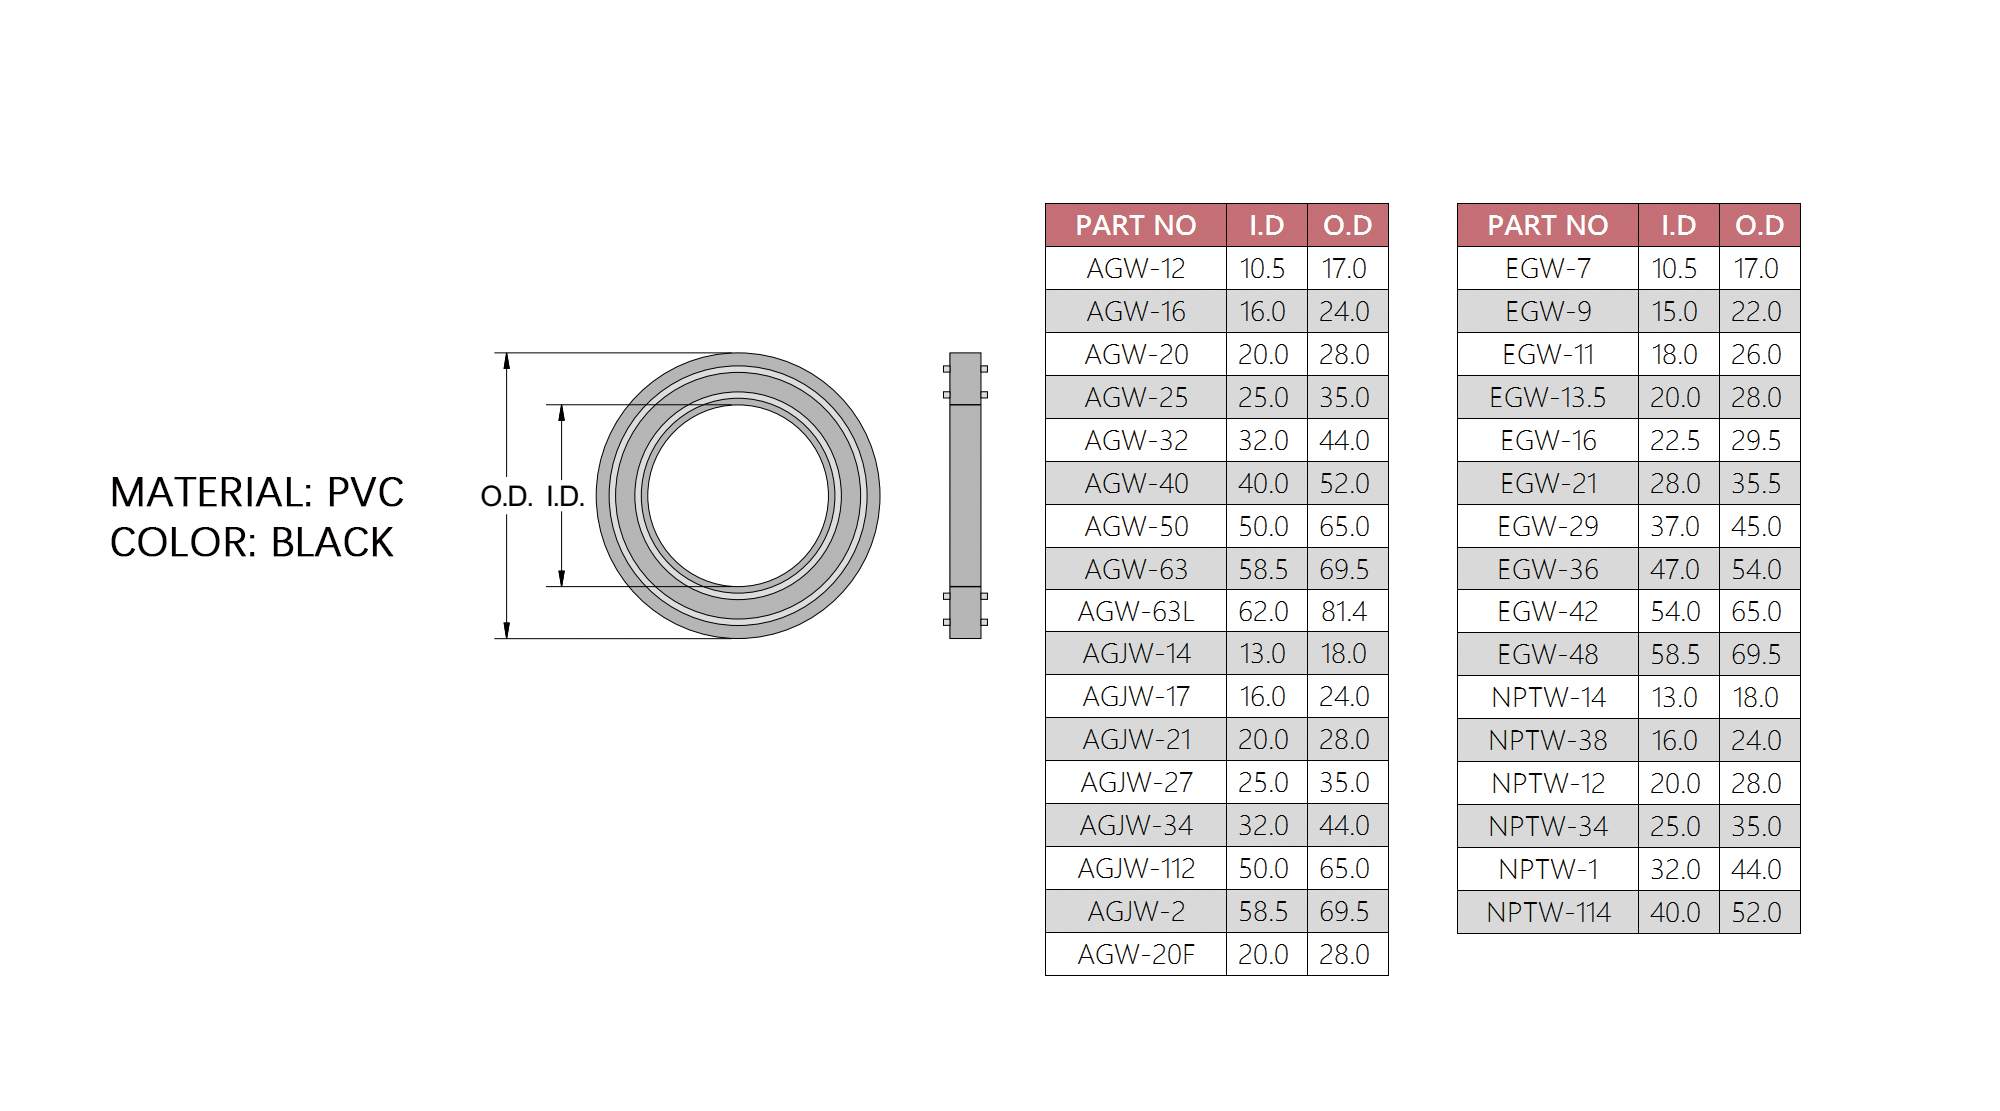 MATERIAL: PVC
COLOR: BLACK
O.D. I.D.
PART NO I.D O.D
AGW-12 10.5 17.0
AGW-16 16.0 24.0
AGW-20 20.0 28.0
AGW-25 25.0 35.0
AGW-32 32.0 44.0
AGW-40 40.0 52.0
AGW-50 50.0 65.0
AGW-63 58.5 69.5
AGW-63L 62.0 81.4
AGJW-14 13.0 18.0
AGJW-17 16.0 24.0
AGJW-21 20.0 28.0
AGJW-27 25.0 35.0
AGJW-34 32.0 44.0
AGJW-112 50.0 65.0
AGJW-2 58.5 69.5
AGW-20F 20.0 28.0
PART NO I.D O.D
EGW-7 10.5 17.0
EGW-9 15.0 22.0
EGW-11 18.0 26.0
EGW-13.5 20.0 28.0
EGW-16 22.5 29.5
EGW-21 28.0 35.5
EGW-29 37.0 45.0
EGW-36 47.0 54.0
EGW-42 54.0 65.0
EGW-48 58.5 69.5
NPTW-14 13.0 18.0
NPTW-38 16.0 24.0
NPTW-12 20.0 28.0
NPTW-34 25.0 35.0
NPTW-1 32.0 44.0
NPTW-114 40.0 52.0